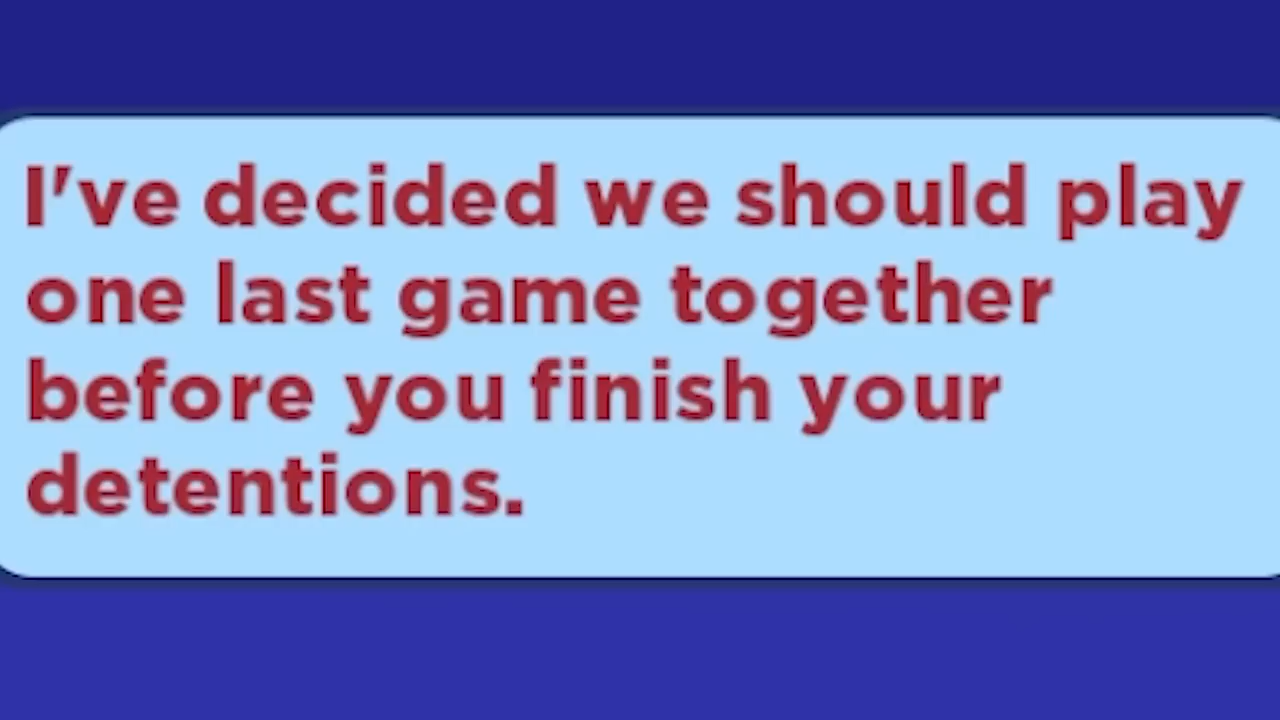 I've decided we should play
one last game together
before you finish your
detentions.